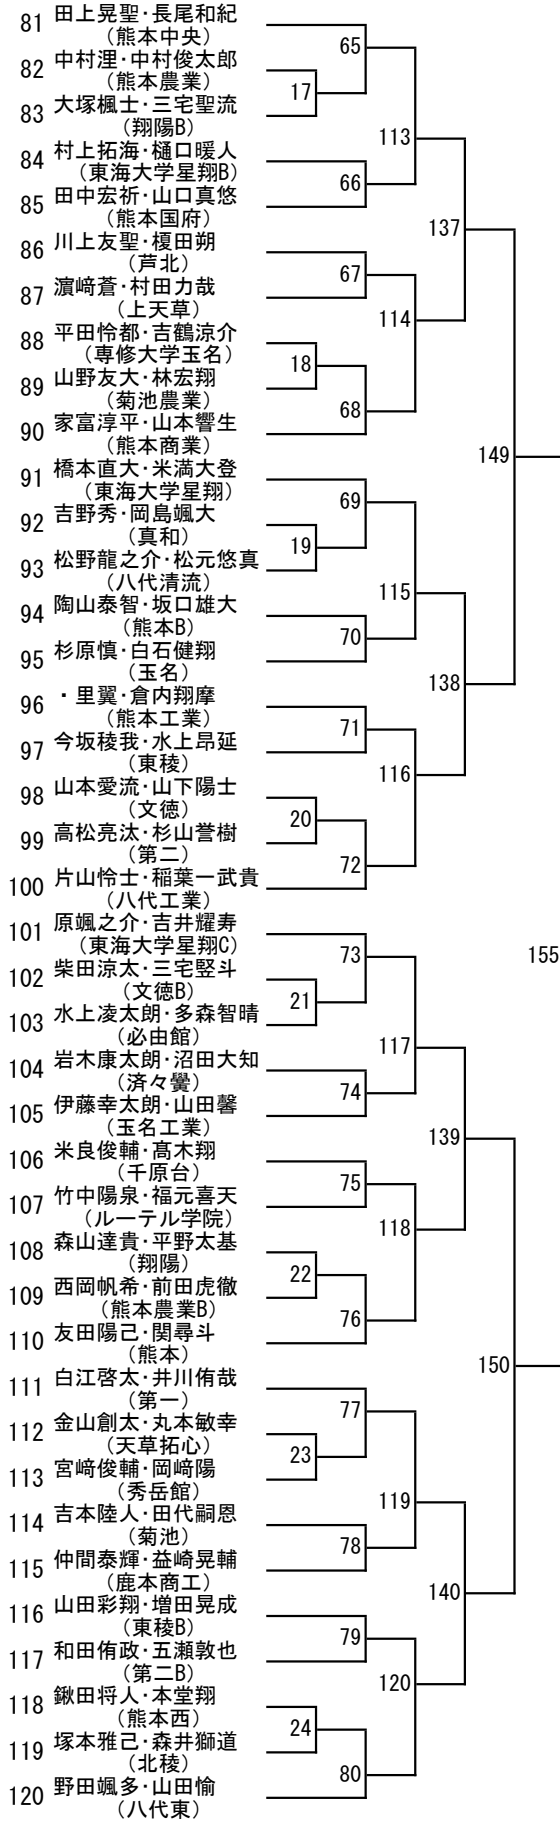 81 田上晃聖･長尾和紀
（熊本中央）
82 中村浬･中村俊太郎
（熊本農業）
83 大塚楓士･三宅聖流
（翔陽B）
84 村上拓海･樋口暖人
（東海大学星翔B）
85 田中宏祈･山口真悠
（熊本国府）
86 川上友聖･榎田朔
（芦北）
87 濵﨑蒼･村田力哉
（上天草）
88 平田怜都･吉鶴涼介
（専修大学玉名）
89 山野友大･林宏翔
（菊池農業）
90 家富淳平･山本響生
（熊本商業）
91 橋本直大･米満大登
（東海大学星翔）
92 吉野秀･岡島颯大
（真和）
93 松野龍之介･松元悠真
（八代清流）
94 陶山泰智･坂口雄大
（熊本B）
95 杉原慎･白石健翔
（玉名）
96 ・里翼･倉内翔摩
（熊本工業）
97 今坂稜我･水上昂延
（東稜）
98 山本愛流･山下陽士
（文徳）
99 高松亮汰･杉山誉樹
（第二）
100 片山怜士･稲葉一武貴
（八代工業）
101 原颯之介･吉井耀寿
（東海大学星翔C）
102 柴田涼太･三宅竪斗
（文徳B）
103 水上凌太朗･多森智晴
（必由館）
104 岩木康太朗･沼田大知
（済々黌）
105 伊藤幸太朗･山田馨
（玉名工業）
106 米良俊輔･髙木翔
（千原台）
107 竹中陽泉･福元喜天
（ルーテル学院）
108 森山達貴･平野太基
（翔陽）
109 西岡帆希･前田虎徹
（熊本農業B）
110 友田陽己･関尋斗
（熊本）
111 白江啓太･井川侑哉
（第一）
112 金山創太･丸本敏幸
（天草拓心）
113 宮﨑俊輔･岡﨑陽
（秀岳館）
114 吉本陸人･田代嗣恩
（菊池）
115 仲間泰輝･益崎晃輔
（鹿本商工）
116 山田彩翔･増田晃成
（東稜B）
117 和田侑政･五瀬敦也
（第二B）
118 鍬田将人･本堂翔
（熊本西）
119 塚本雅己･森井獅道
（北稜）
120 野田颯多･山田愉
（八代東）
17
18
19
20
21
22
23
24
65
66
67
68
69
70
71
72
73
74
75
76
77
78
79
80
113
114
115
116
117
118
119
120
137
138
139
140
149
150
155